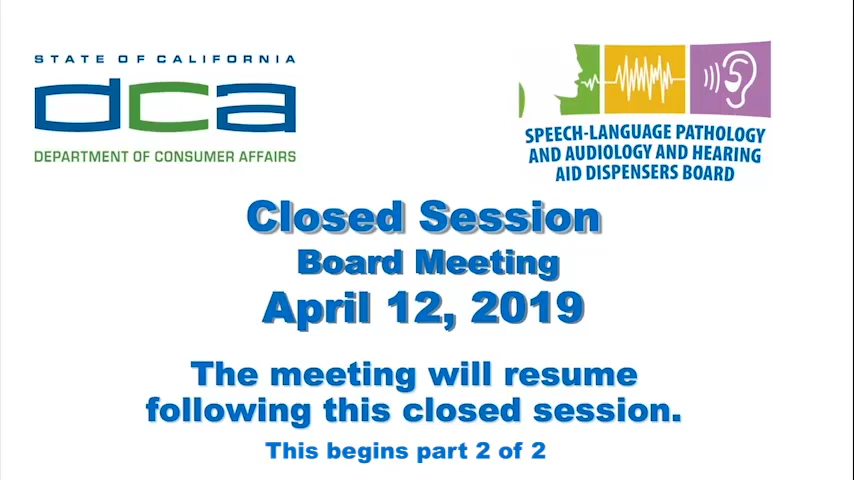 STATE OF CALIFORNIA
dca
DEPARTMENT OF CONSUMER AFFAIRS
SPEECH-LANGUAGE PATHOLOGY
AND AUDIOLOGY AND HEARING
AID DISPENSERS BOARD
Closed Session
Board Meeting
April 12, 2019
The meeting will resume
following this closed session.
This begins part 2 of 2